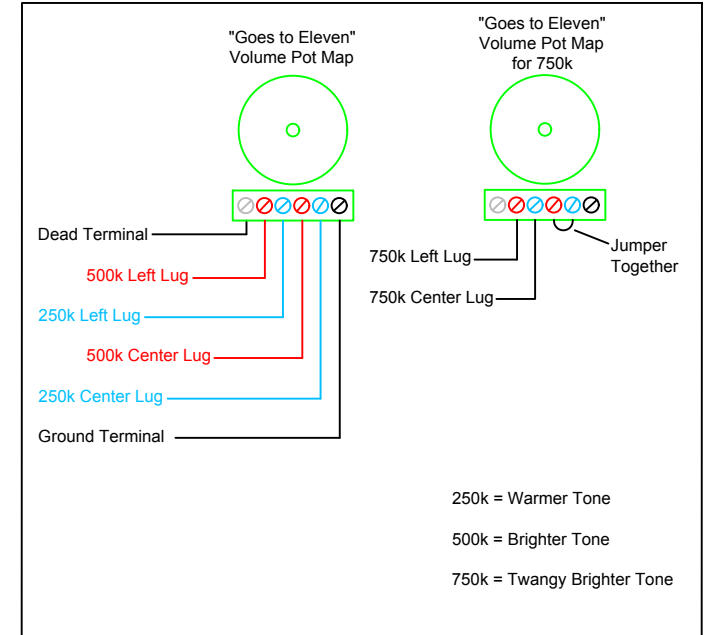 "Goes to Eleven"
Volume Pot Map
Dead Terminal
500k Left Lug
250k Left Lug
500k Center Lug
250k Center Lug
Ground Terminal
"Goes to Eleven"
Volume Pot Map
for 750k
750k Left Lug
750k Center Lug
Jumper
Together
250k = Warmer Tone
500k = Brighter Tone
750k = Twangy Brighter Tone